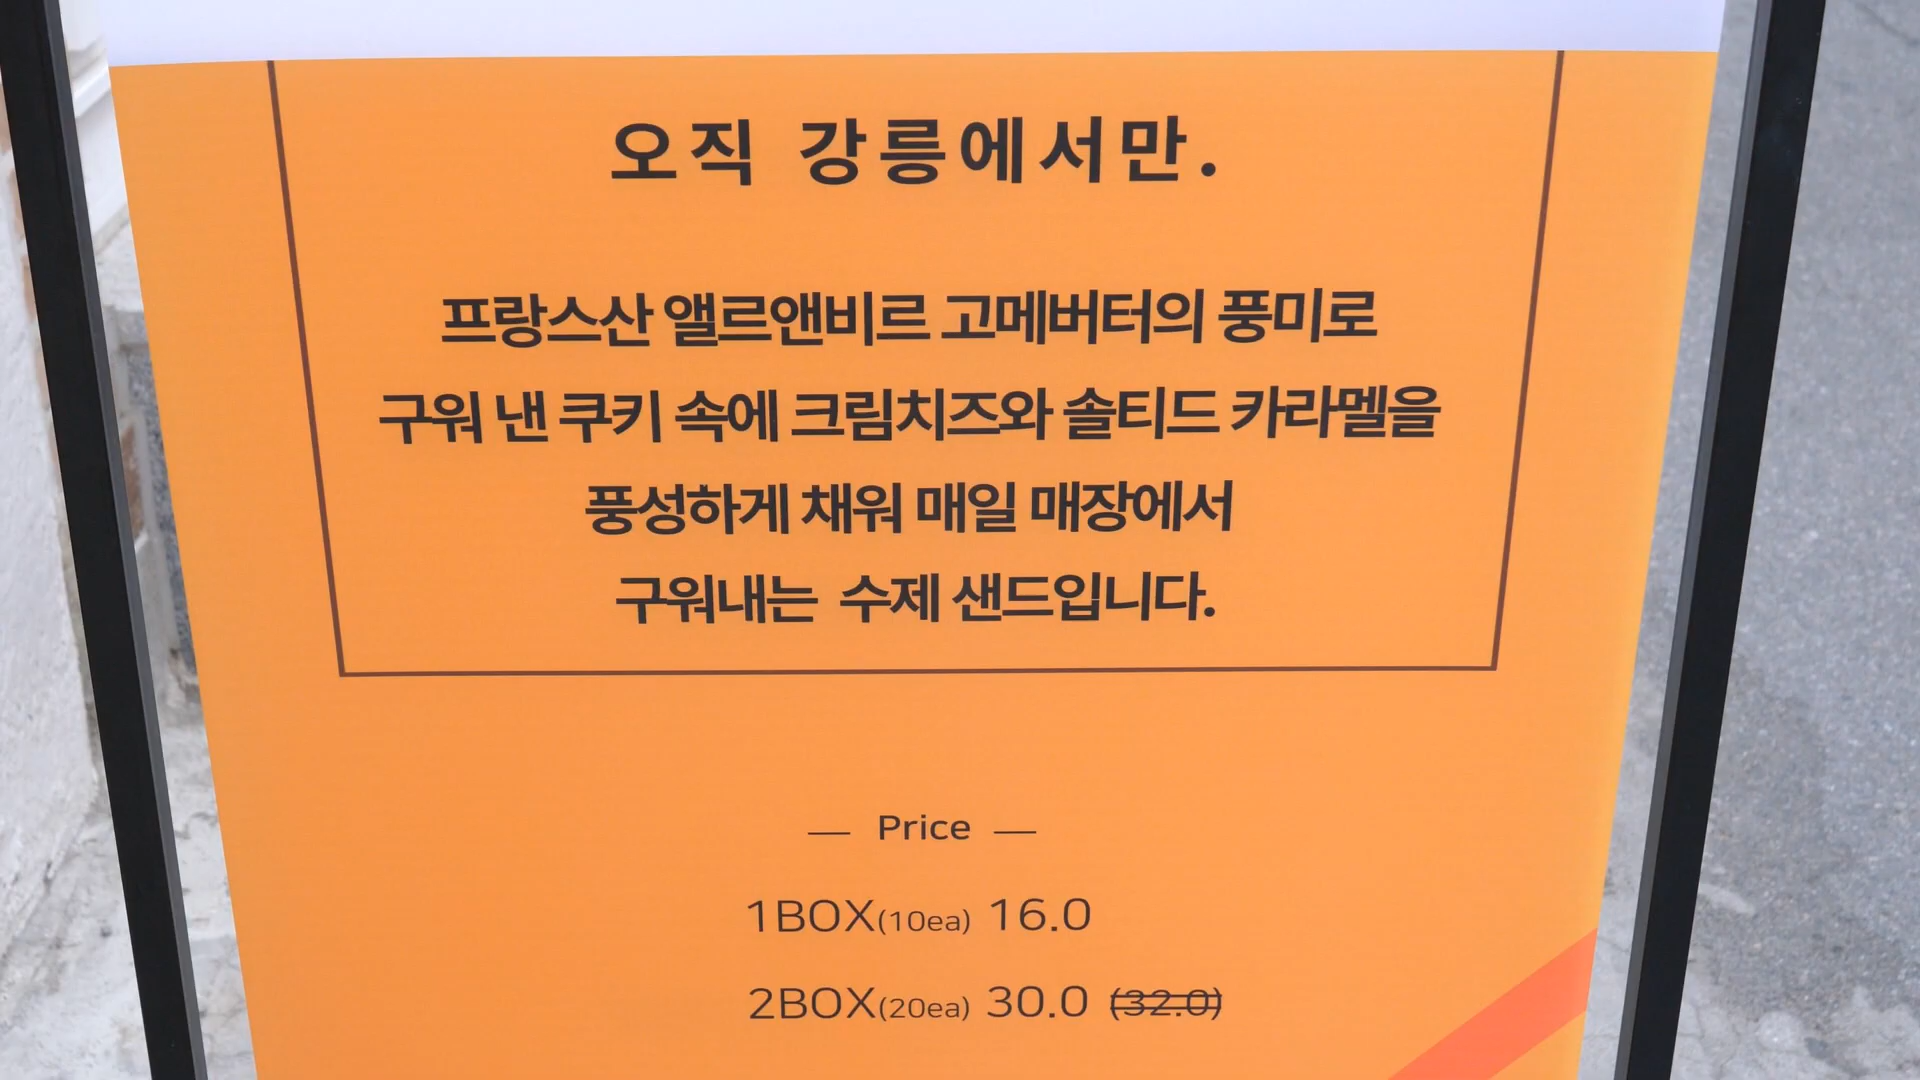 오직 강릉에서만.
프랑스산 앨르앤비르 고메버터의 풍미로
구워 낸 쿠키 속에 크림치즈와 솔티드 카라멜을
풍성하게 채워 매일 매장에서
구워내는 수제 샌드입니다.
— Price —
1BOX(10ea) 16.0
2BOX(20ea) 30.0 (32.0)